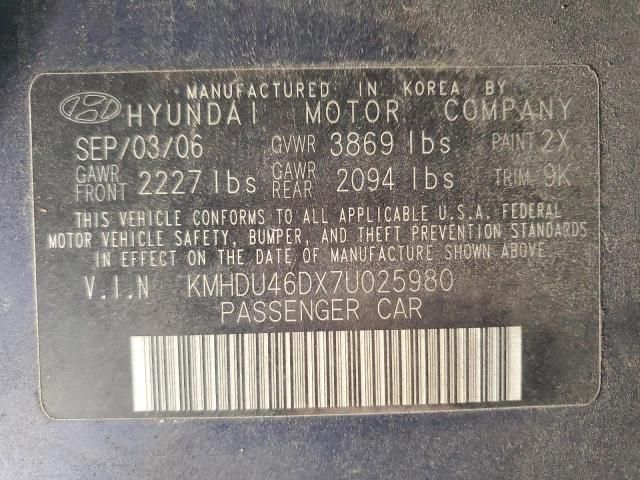 MANUFACTURED IN KOREA BY
HYUNDAI MOTOR COMPANY
SEP/03/06 GVWR 3869 lbs PAINT 2X
GAWR FRONT 2227 lbs GAWR REAR 2094 lbs TRIM 9K
THIS VEHICLE CONFORMS TO ALL APPLICABLE U.S.A. FEDERAL
MOTOR VEHICLE SAFETY, BUMPER, AND THEFT PREVENTION STANDARDS
IN EFFECT ON THE DATE OF MANUFACTURE SHOWN ABOVE.
V.I.N KMHDU46DX7U025980
PASSENGER CAR